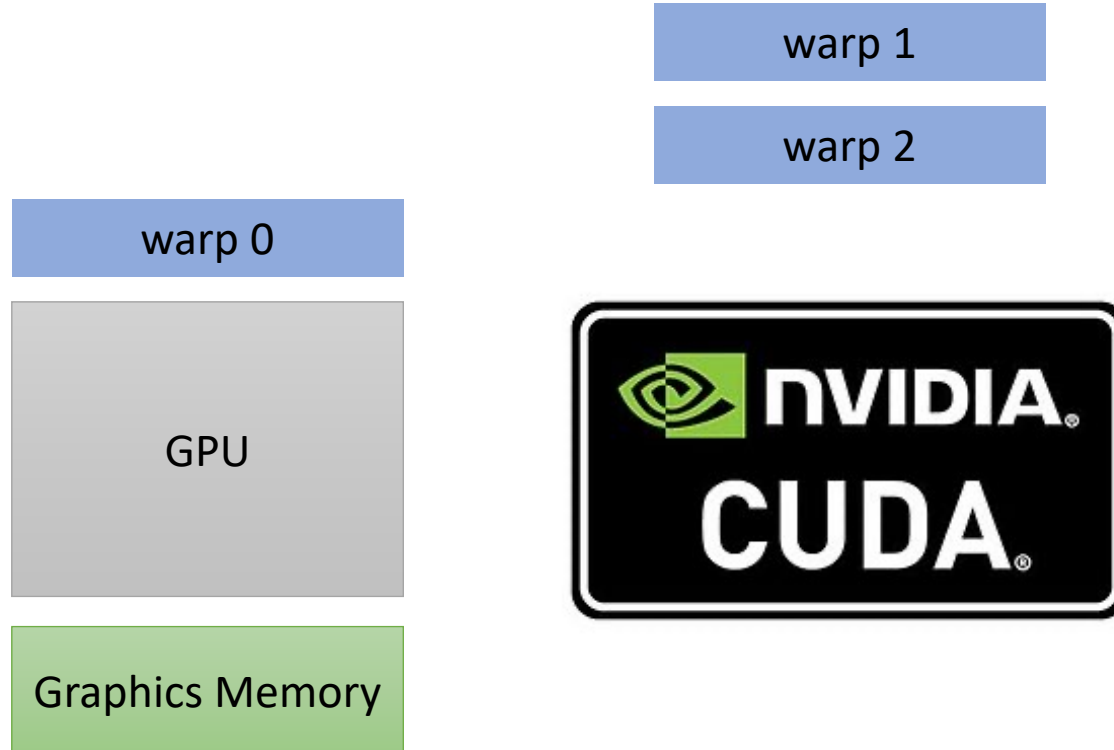 warp 1
warp 2
warp 0
GPU
NVIDIA®
CUDA®
Graphics Memory